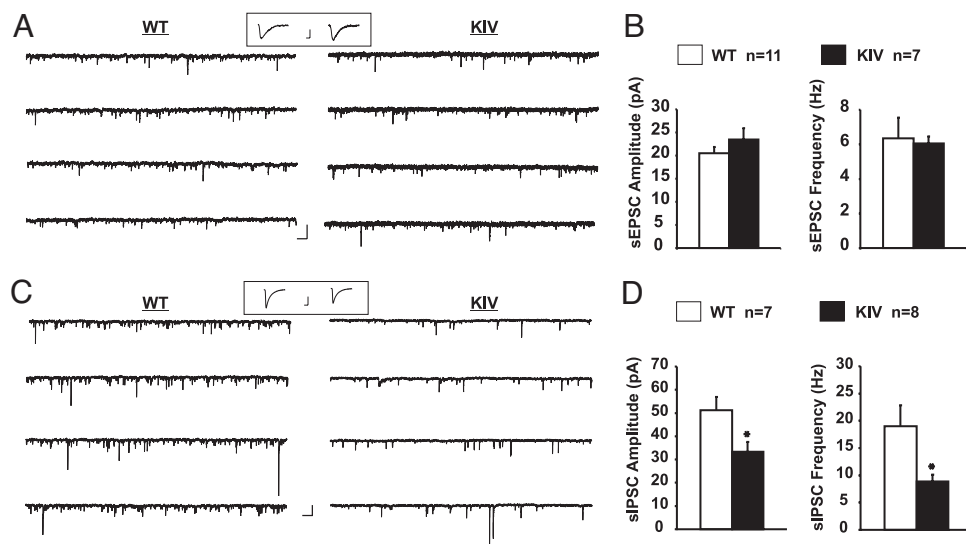 A
WT
KIV
B
WT n=11
KIV n=7
sEPSC Amplitude (pA)
30
25
20
15
10
5
0
sEPSC Frequency (Hz)
8
6
4
2
0
C
WT
KIV
D
WT n=7
KIV n=8
sIPSC Amplitude (pA)
70
60
50
40
30
20
10
0
*
sIPSC Frequency (Hz)
30
25
20
15
10
5
0
*